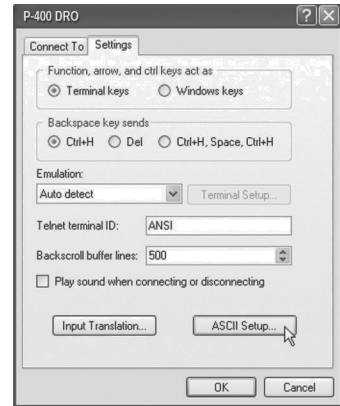 P-400 DRO
Connect To Settings
Function, arrow, and ctrl keys act as
Terminal keys Windows keys
Backspace key sends
Ctrl+H Del Ctrl+H, Space, Ctrl+H
Emulation:
Auto detect Terminal Setup...
Telnet terminal ID: ANSI
Backscroll buffer lines: 500
Play sound when connecting or disconnecting
Input Translation... ASCII Setup...
OK Cancel